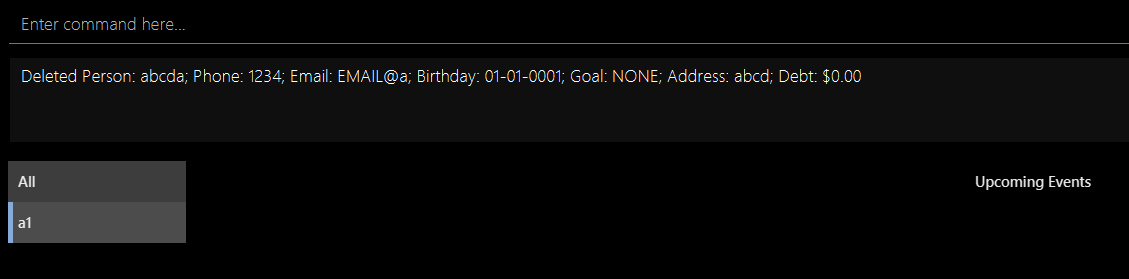 Enter command here...
Deleted Person: abcda; Phone: 1234; Email: EMAIL@a; Birthday: 01-01-0001; Goal: NONE; Address: abcd; Debt: $0.00
All
Upcoming Events
a1